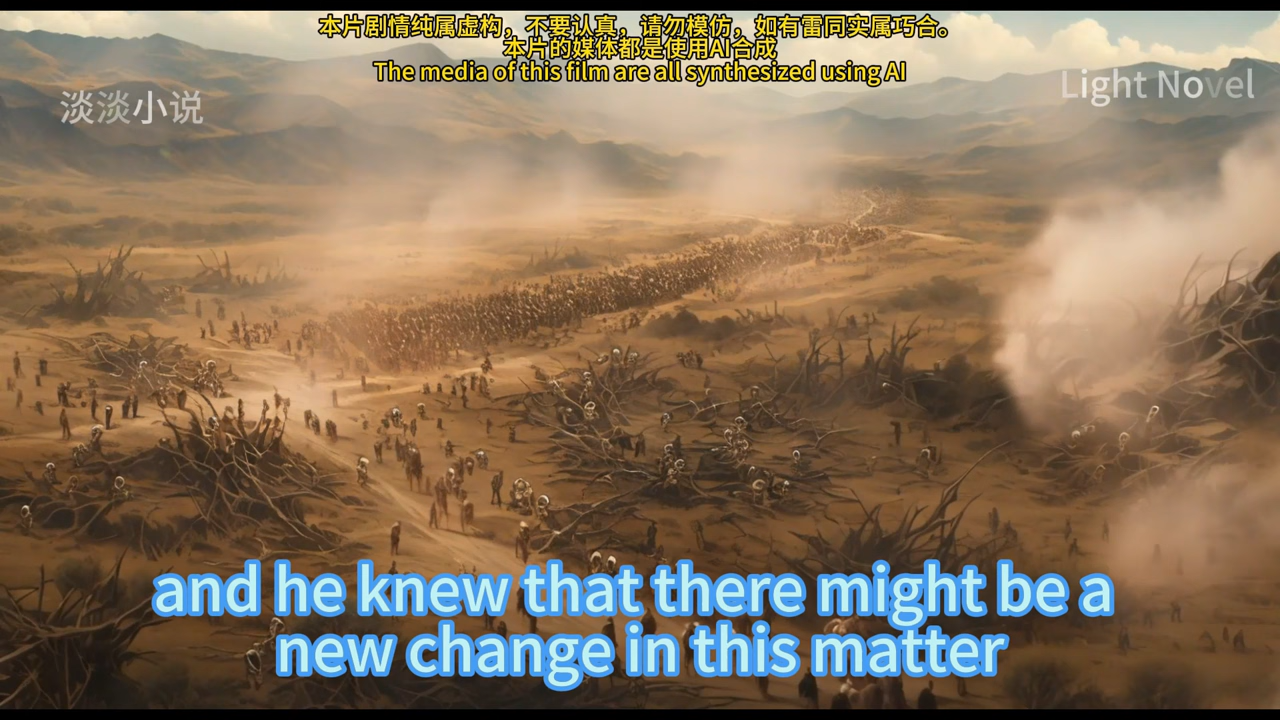 本片剧情纯属虚构，不要认真，请勿模仿，如有雷同实属巧合。
本片的媒体都是使用AI合成
The media of this film are all synthesized using AI
淡淡小说
Light Novel
and he knew that there might be a
new change in this matter